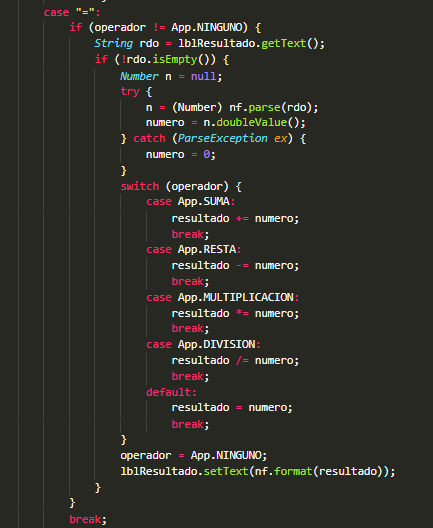 case "=":
if (operador != App.NINGUNO) {
String rdo = lblResultado.getText();
if (!rdo.isEmpty()) {
Number n = null;
try {
n = (Number) nf.parse(rdo);
numero = n.doubleValue();
} catch (ParseException ex) {
numero = 0;
}
switch (operador) {
case App.SUMA:
resultado += numero;
break;
case App.RESTA:
resultado -= numero;
break;
case App.MULTIPLICACION:
resultado *= numero;
break;
case App.DIVISION:
resultado /= numero;
break;
default:
resultado = numero;
break;
}
operador = App.NINGUNO;
lblResultado.setText(nf.format(resultado));
}
}
break;